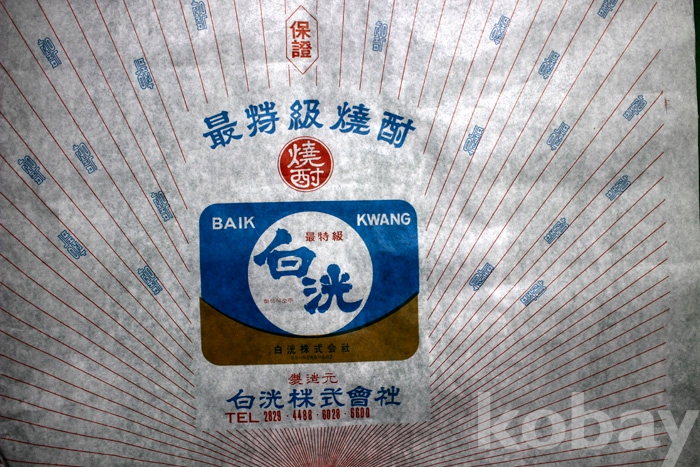 保證
最特級燒酎
燒酎
BAIK KWANG
最特級
白洸
白洸株式会社
製造元
白洸株式會社
TEL 2829·4488·6028·6600
kobay